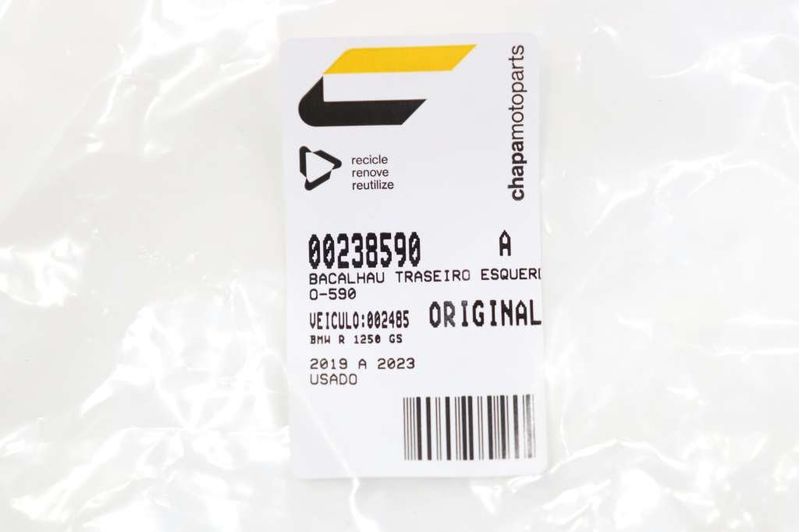 chapamotoparts
recicle
renove
reutilize
00238590 A
BACALHAU TRASEIRO ESQUERD
O-590
VEICULO:002485 ORIGINAL
BMW R 1250 GS
2019 A 2023
USADO